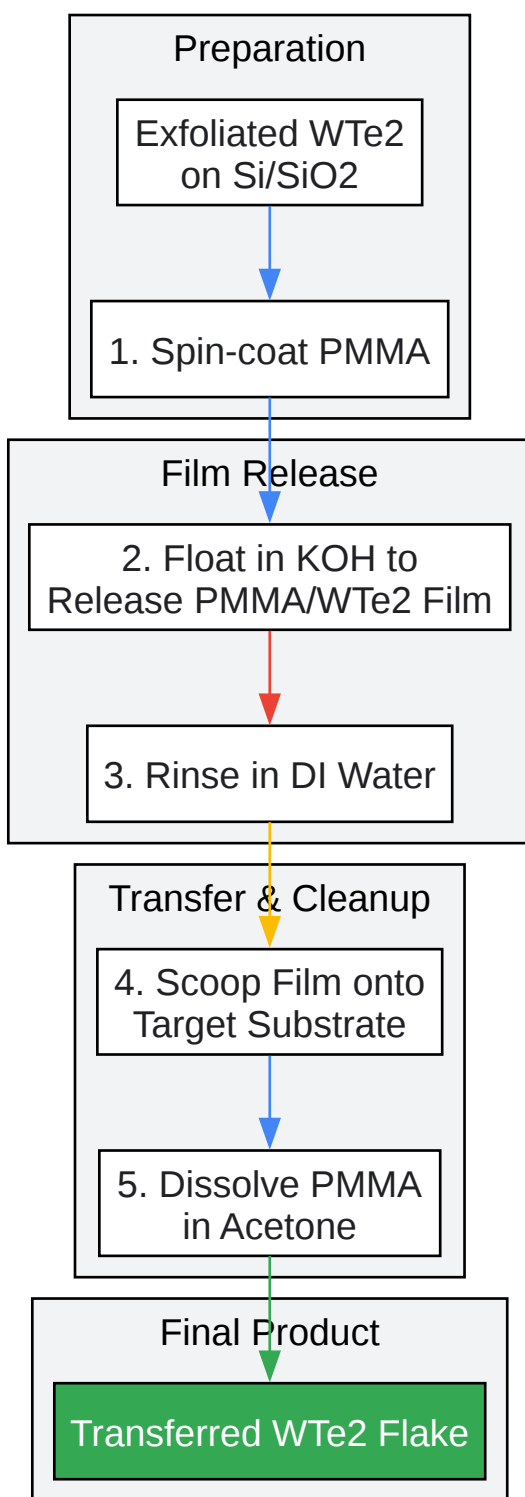 Preparation
Exfoliated WTe2
on Si/SiO2
1. Spin-coat PMMA
Film Release
2. Float in KOH to
Release PMMA/WTe2 Film
3. Rinse in DI Water
Transfer & Cleanup
4. Scoop Film onto
Target Substrate
5. Dissolve PMMA
in Acetone
Final Product
Transferred WTe2 Flake